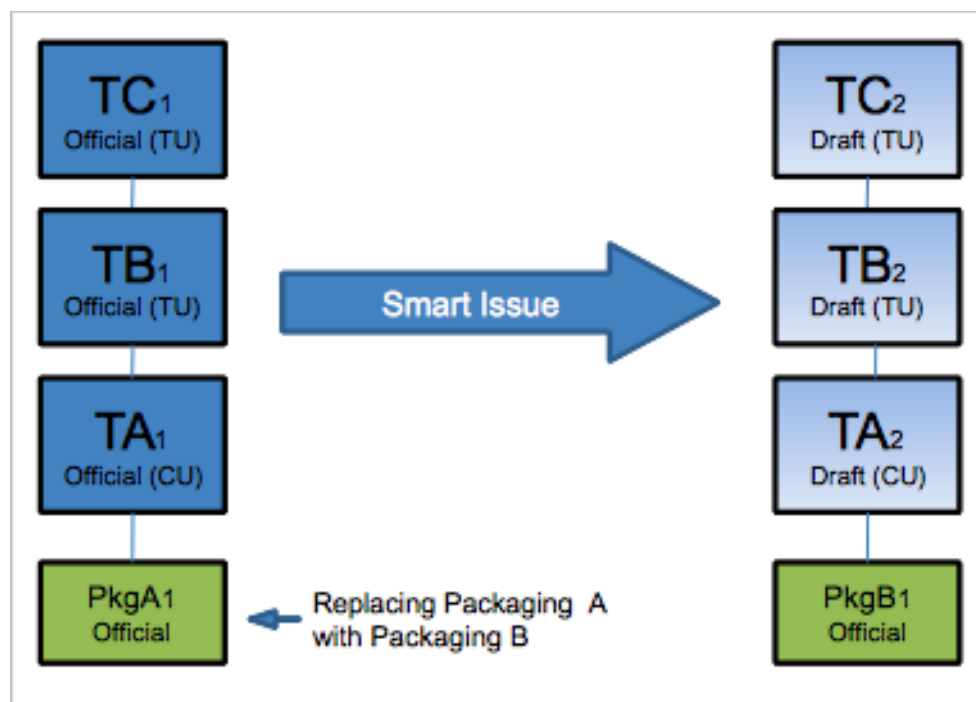 TC1
Official (TU)
TB1
Official (TU)
TA1
Official (CU)
PkgA1
Official
Smart Issue
Replacing Packaging A
with Packaging B
TC2
Draft (TU)
TB2
Draft (TU)
TA2
Draft (CU)
PkgB1
Official